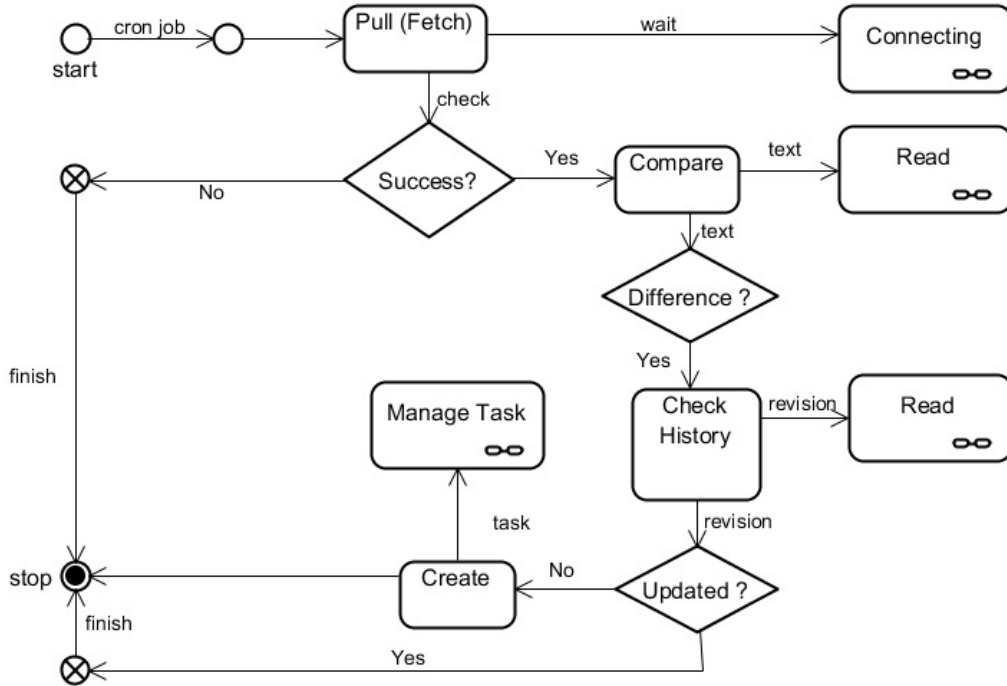 cron job
start
Pull (Fetch)
wait
Connecting
check
Success?
No
Yes
Compare
text
Read
text
Difference ?
Yes
Check
History
revision
Read
revision
Updated ?
No
Create
task
Manage Task
finish
stop
finish
Yes